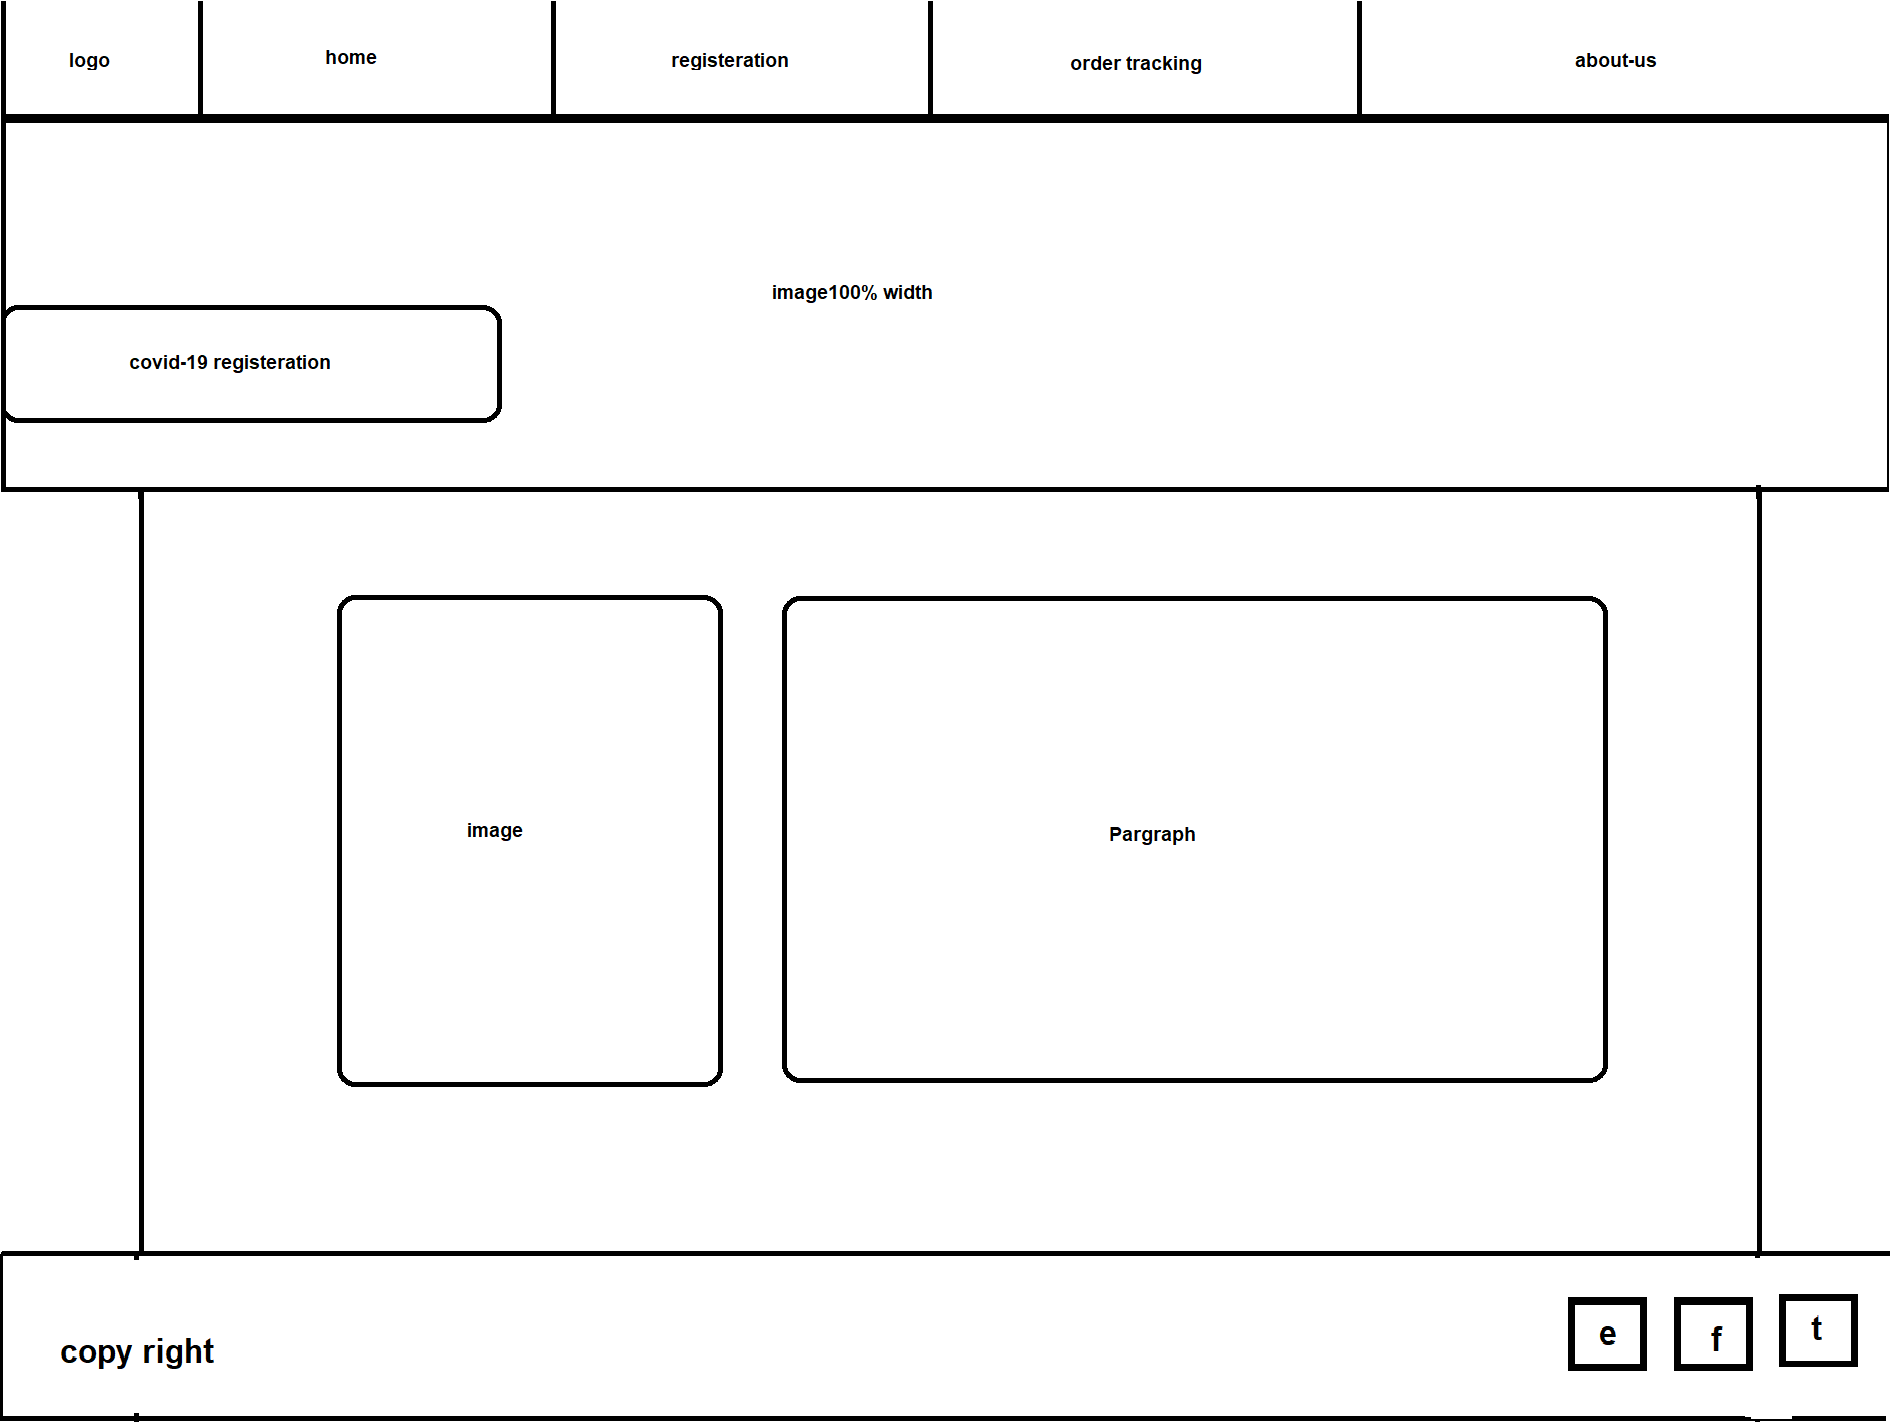 logo
home
registeration
order tracking
about-us
image100% width
covid-19 registeration
image
Pargraph
copy right
e
f
t